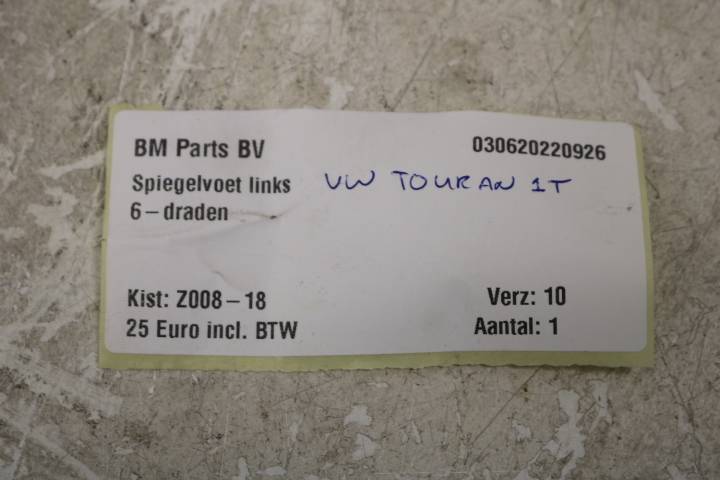 BM Parts BV 030620220926
Spiegelvoet links VW TOURAN 1T
6-draden
Kist: Z008-18 Verz: 10
25 Euro incl. BTW Aantal: 1